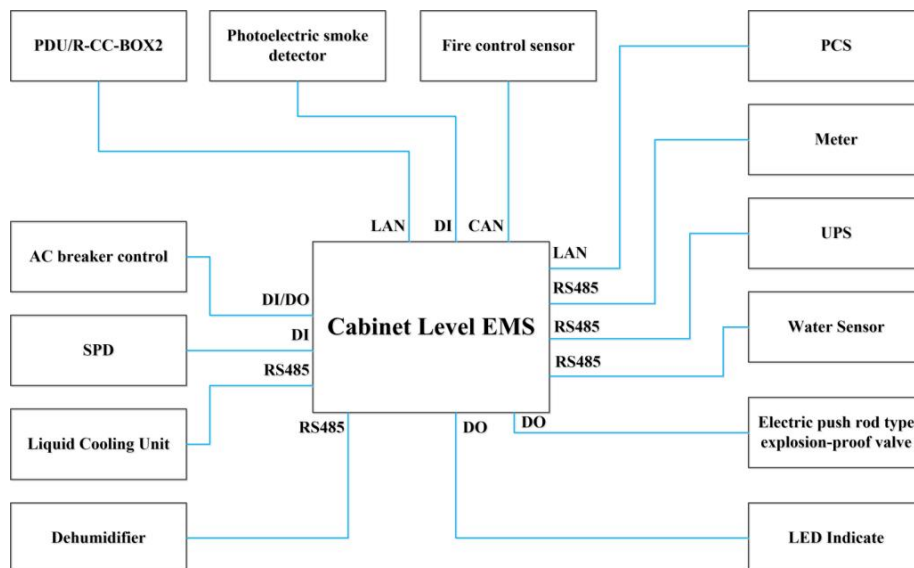 PDU/R-CC-BOX2
Photoelectric smoke
detector
Fire control sensor
PCS
Meter
UPS
Water Sensor
Electric push rod type
explosion-proof valve
LED Indicate
AC breaker control
SPD
Liquid Cooling Unit
Dehumidifier
LAN
DI
CAN
DI/DO
DI
RS485
RS485
Cabinet Level EMS
LAN
RS485
RS485
RS485
DO
DO